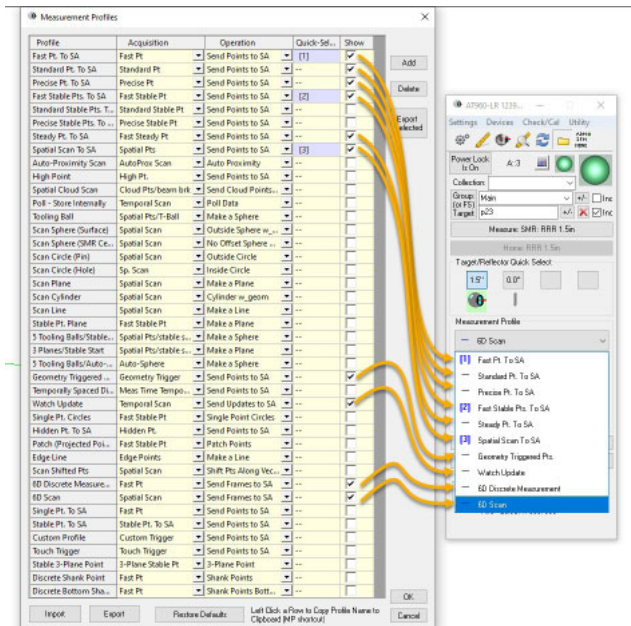 Measurement Profiles
Profile Acquisition Operation Quick-Sel... Show
Fast Pt. To SA Fast Pt Send Points to SA [1]
Standard Pt. To SA Standard Pt Send Points to SA --
Precise Pt. To SA Precise Pt Send Points to SA --
Fast Stable Pts. To SA Fast Stable Pt Send Points to SA [2]
Standard Stable Pts. T... Standard Stable Pt Send Points to SA --
Precise Stable Pts. To ... Precise Stable Pt Send Points to SA --
Steady Pt. To SA Fast Steady Pt Send Points to SA --
Spatial Scan To SA Spatial Pts Send Points to SA [3]
Auto-Proximity Scan AutoProx Scan Auto Proximity --
High Point High Pt. Send Points to SA --
Spatial Cloud Scan Cloud Pts/beam brk Send Cloud Points... --
Poll - Store Internally Temporal Scan Poll Data --
Tooling Ball Spatial Pts/T-Ball Make a Sphere --
Scan Sphere (Surface) Spatial Scan Outside Sphere w_... --
Scan Sphere (SMR Ce... Spatial Scan No Offset Sphere ... --
Scan Circle (Pin) Spatial Scan Outside Circle --
Scan Circle (Hole) Sp. Scan Inside Circle --
Scan Plane Spatial Scan Make a Plane --
Scan Cylinder Spatial Scan Cylinder w_geom --
Scan Line Spatial Scan Make a Line --
Stable Pt. Plane Fast Stable Pt Make a Plane --
5 Tooling Balls/Stable... Spatial Pts/stable s... Make a Sphere --
3 Planes/Stable Start Spatial Pts/stable s... Make a Plane --
5 Tooling Balls/Auto-... Auto-Sphere Make a Sphere --
Geometry Triggered ... Geometry Trigger Send Points to SA --
Temporally Spaced Di... Meas Time Tempo... Send Points to SA --
Watch Update Temporal Scan Send Updates to SA --
Single Pt. Circles Fast Stable Pt Single Point Circles --
Hidden Pt. To SA Hidden Pt. Send Points to SA --
Patch (Projected Poi... Fast Stable Pt Patch Points --
Edge Line Edge Points Make a Line --
Scan Shifted Pts Spatial Scan Shift Pts Along Vec... --
6D Discrete Measure... Fast Pt Send Frames to SA --
6D Scan Spatial Scan Send Frames to SA --
Single Pt. To SA Fast Pt Send Points to SA --
Stable Pt. To SA Stable Pt. To SA Send Points to SA --
Custom Profile Custom Trigger Send Points to SA --
Touch Trigger Touch Trigger Send Points to SA --
Stable 3-Plane Point 3-Plane Stable Pt 3-Plane Point --
Discrete Shank Point Fast Pt Shank Points --
Discrete Bottom Sha... Fast Pt Shank Points Bott... --
Add
Delete
Export
Selected
OK
Import Export Restore Defaults Left Click a Row to Copy Profile Name to
Clipboard (MP shortcut) Cancel
AT960-LR 1239...
Settings Devices Check/Cal Utility
Power Lock
Is On A:3
Collection:
Group Main +/- Inc
(or FS)
Target p23 +/- Inc
Measure: SMR: RRR 1.5in
Home: RRR 1.5in
Target/Reflector Quick Select
1.5" 0.0"
Measurement Profile
6D Scan
[1] Fast Pt. To SA
Standard Pt. To SA
Precise Pt. To SA
[2] Fast Stable Pts. To SA
Steady Pt. To SA
[3] Spatial Scan To SA
Geometry Triggered Pts.
Watch Update
6D Discrete Measurement
6D Scan